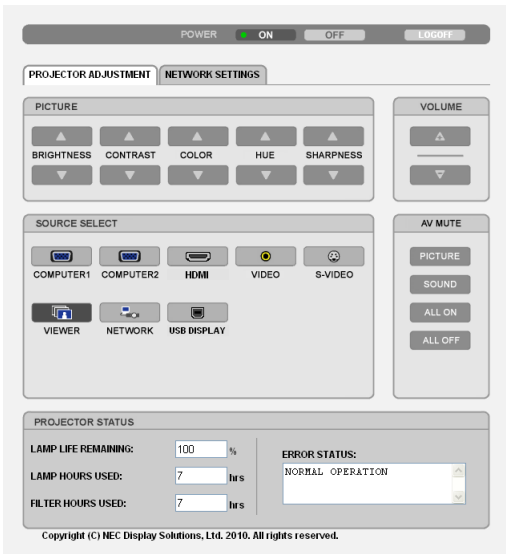 POWER ON OFF LOGOFF
PROJECTOR ADJUSTMENT NETWORK SETTINGS
PICTURE
BRIGHTNESS CONTRAST COLOR HUE SHARPNESS
VOLUME
SOURCE SELECT
COMPUTER1 COMPUTER2 HDMI VIDEO S-VIDEO
VIEWER NETWORK USB DISPLAY
AV MUTE
PICTURE
SOUND
ALL ON
ALL OFF
PROJECTOR STATUS
LAMP LIFE REMAINING: 100 %
LAMP HOURS USED: 7 hrs
FILTER HOURS USED: 7 hrs
ERROR STATUS:
NORMAL OPERATION
Copyright (C) NEC Display Solutions, Ltd. 2010. All rights reserved.